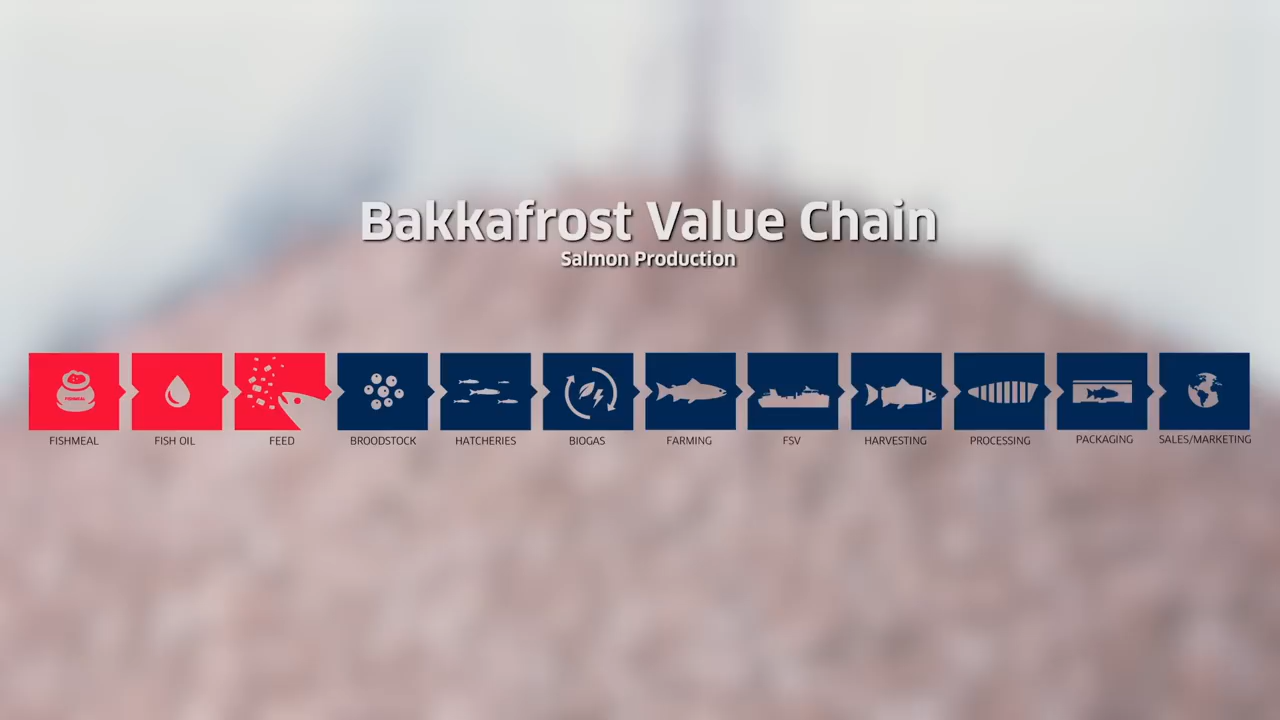 Bakkafrost Value Chain
Salmon Production
FISHMEAL
FISHMEAL FISH OIL FEED BROODSTOCK HATCHERIES BIOGAS FARMING FSV HARVESTING PROCESSING PACKAGING SALES/MARKETING